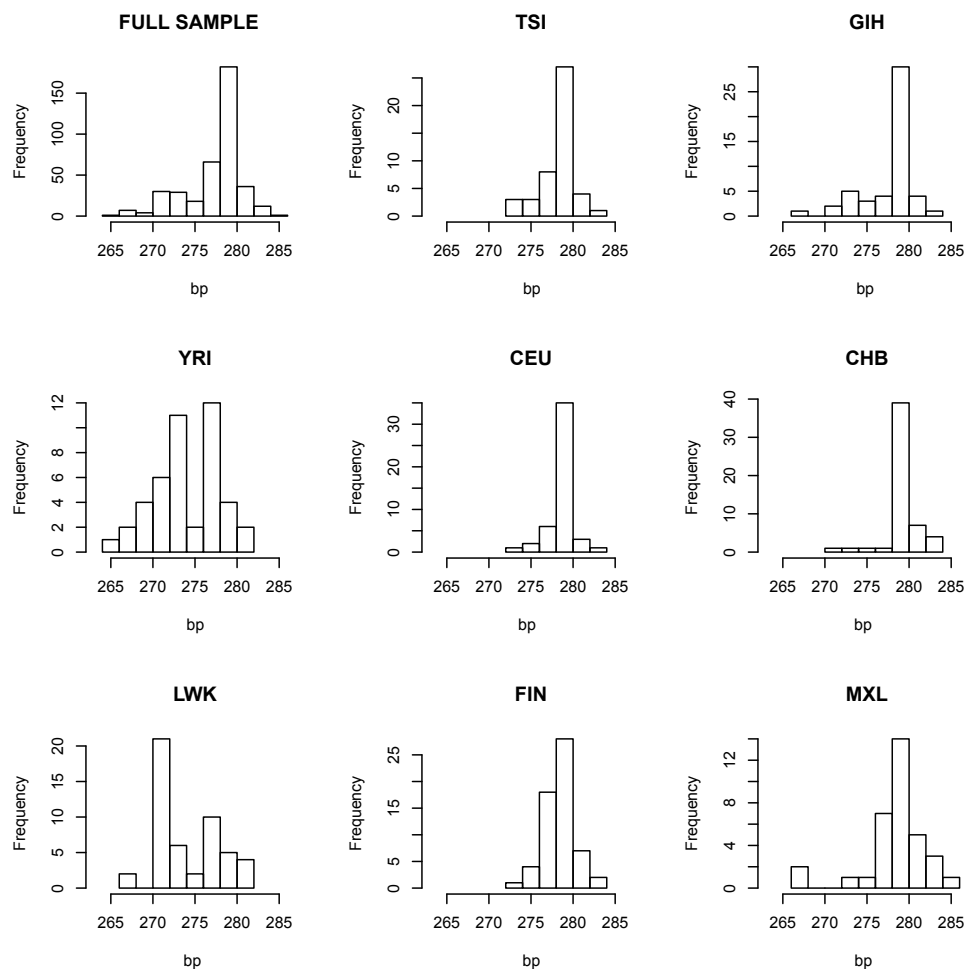 FULL SAMPLE
Frequency
0 50 100 150
265 270 275 280 285
bp
TSI
Frequency
0 5 10 20
265 270 275 280 285
bp
GIH
Frequency
0 5 15 25
265 270 275 280 285
bp
YRI
Frequency
0 2 4 6 8 12
265 270 275 280 285
bp
CEU
Frequency
0 5 10 20 30
265 270 275 280 285
bp
CHB
Frequency
0 10 20 30 40
265 270 275 280 285
bp
LWK
Frequency
0 5 10 15 20
265 270 275 280 285
bp
FIN
Frequency
0 5 15 25
265 270 275 280 285
bp
MXL
Frequency
0 2 4 8 12
265 270 275 280 285
bp